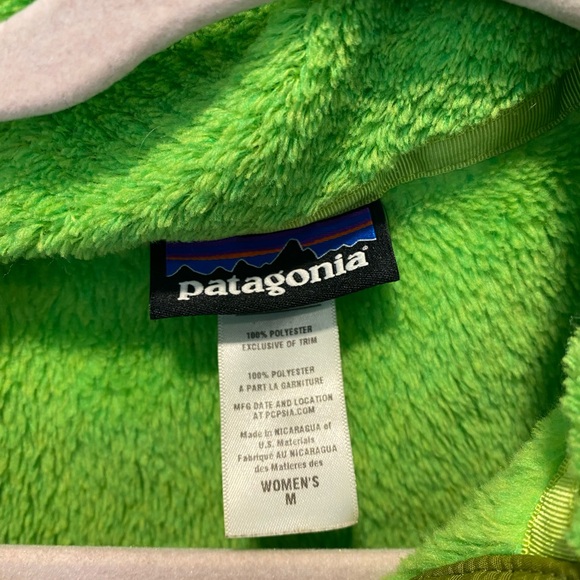 patagonia®
100% POLYESTER
EXCLUSIVE OF TRIM
100% POLYESTER
A PART LA GARNITURE
MFG DATE AND LOCATION
AT PCPSIA.COM
Made in NICARAGUA of
U.S. Materials
Fabriqué AU NICARAGUA
des Matieres des
WOMEN'S
M